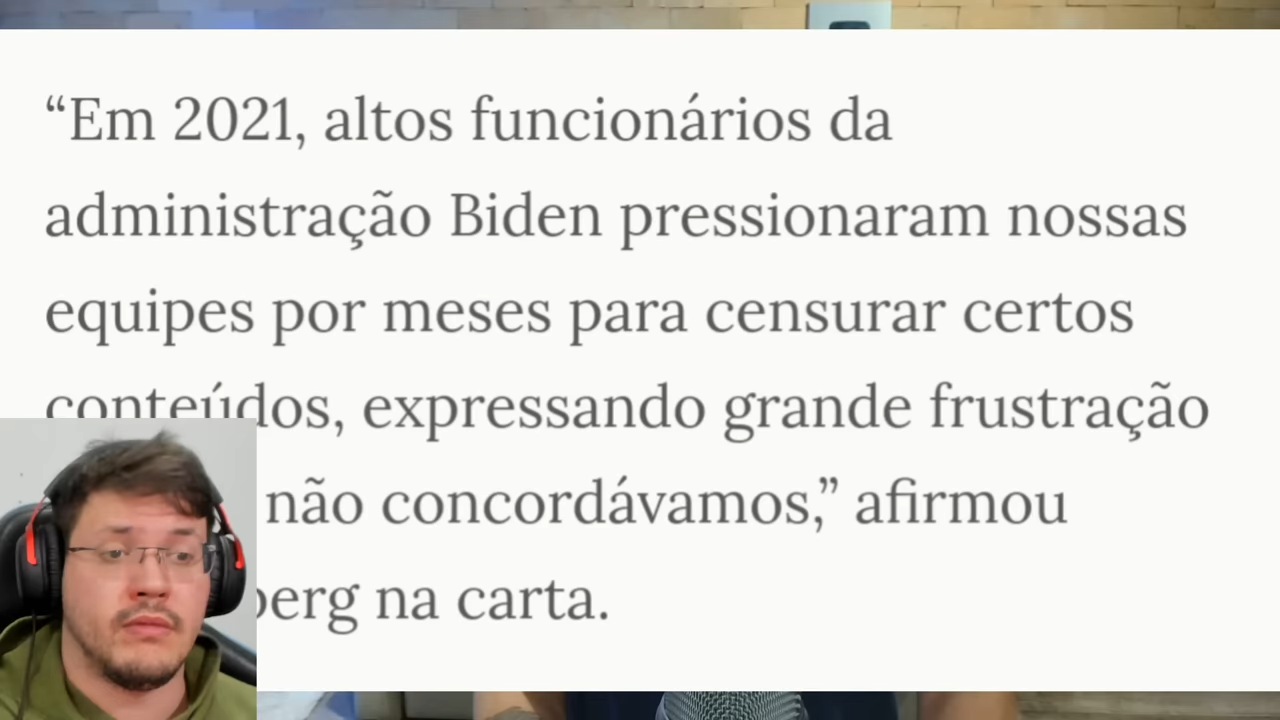 “Em 2021, altos funcionários da
administração Biden pressionaram nossas
equipes por meses para censurar certos
conteúdos, expressando grande frustração
não concordávamos,” afirmou
na carta.